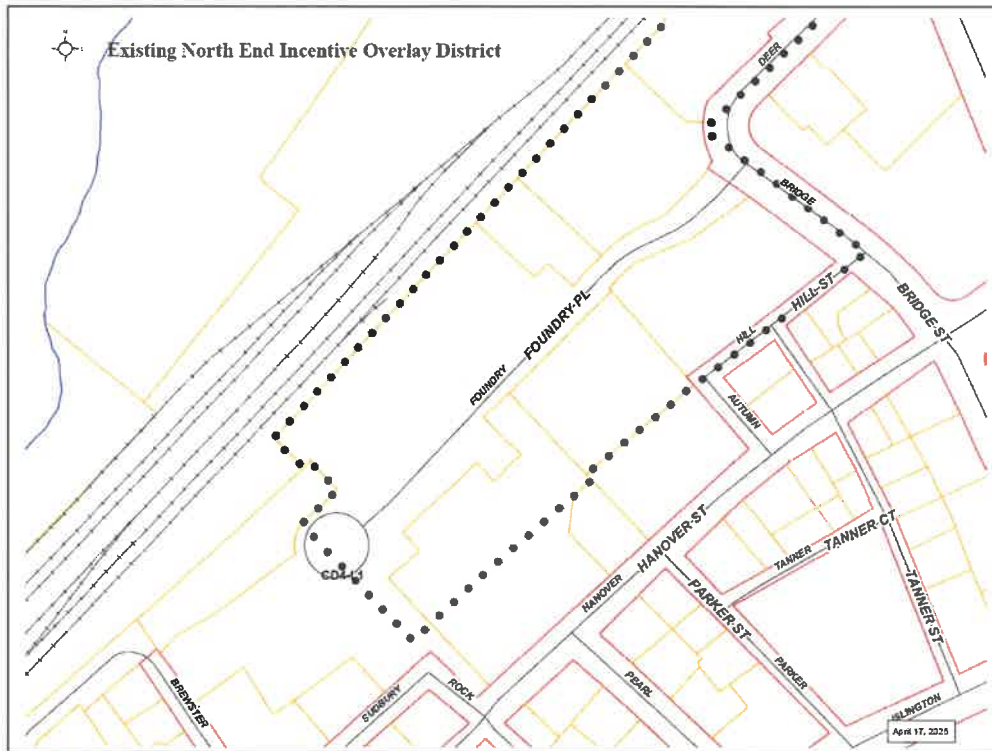 Existing North End Incentive Overlay District
DEER
BRIDGE
BRIDGE-ST
HILL-ST
HILL
FOUNDRY-PL
FOUNDRY
AUTUMN
HANOVER-ST
HANOVER
TANNER-CT
TANNER
TANNER-ST
PARKER-ST
PARKER
PEARL
ISLINGTON
CD4-L1
SUDBURY
ROCK
BREWSTER
April 17, 2025